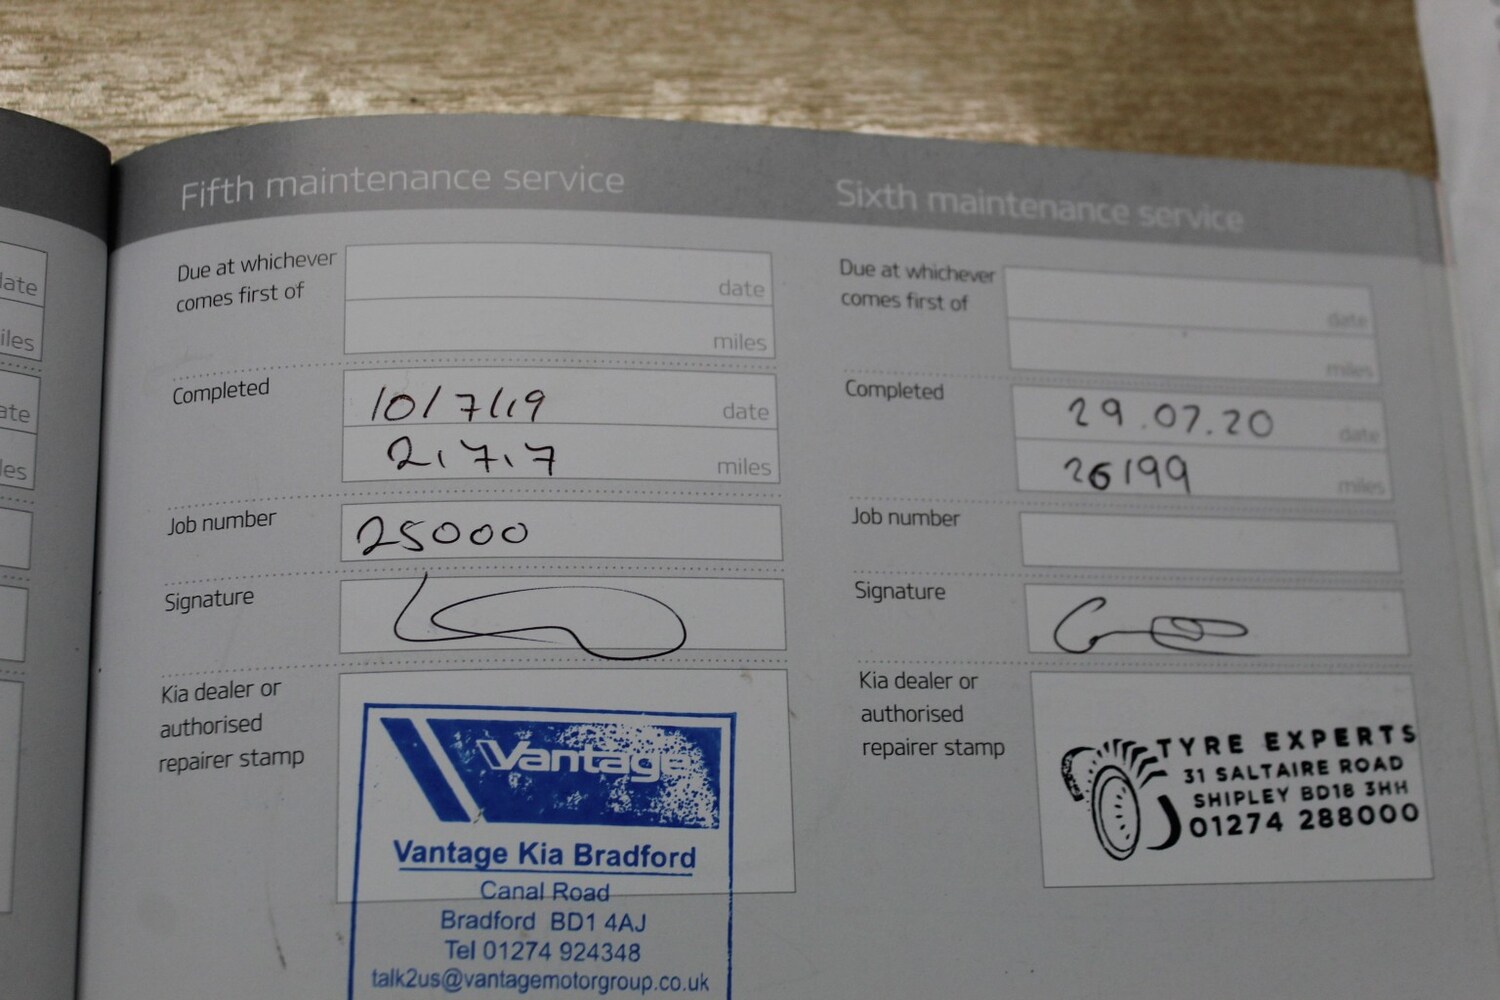 Fifth maintenance service
Due at whichever
comes first of
date
miles
Completed
10/7/19
date
21717
miles
Job number
25000
Signature
Kia dealer or
authorised
repairer stamp
Vantage
Vantage Kia Bradford
Canal Road
Bradford BD1 4AJ
Tel 01274 924348
talk2us@vantagemotorgroup.co.uk
Sixth maintenance service
Due at whichever
comes first of
date
miles
Completed
29.07.20
date
26199
miles
Job number
Signature
Kia dealer or
authorised
repairer stamp
TYRE EXPERTS
31 SALTAIRE ROAD
SHIPLEY BD18 3HH
01274 288000